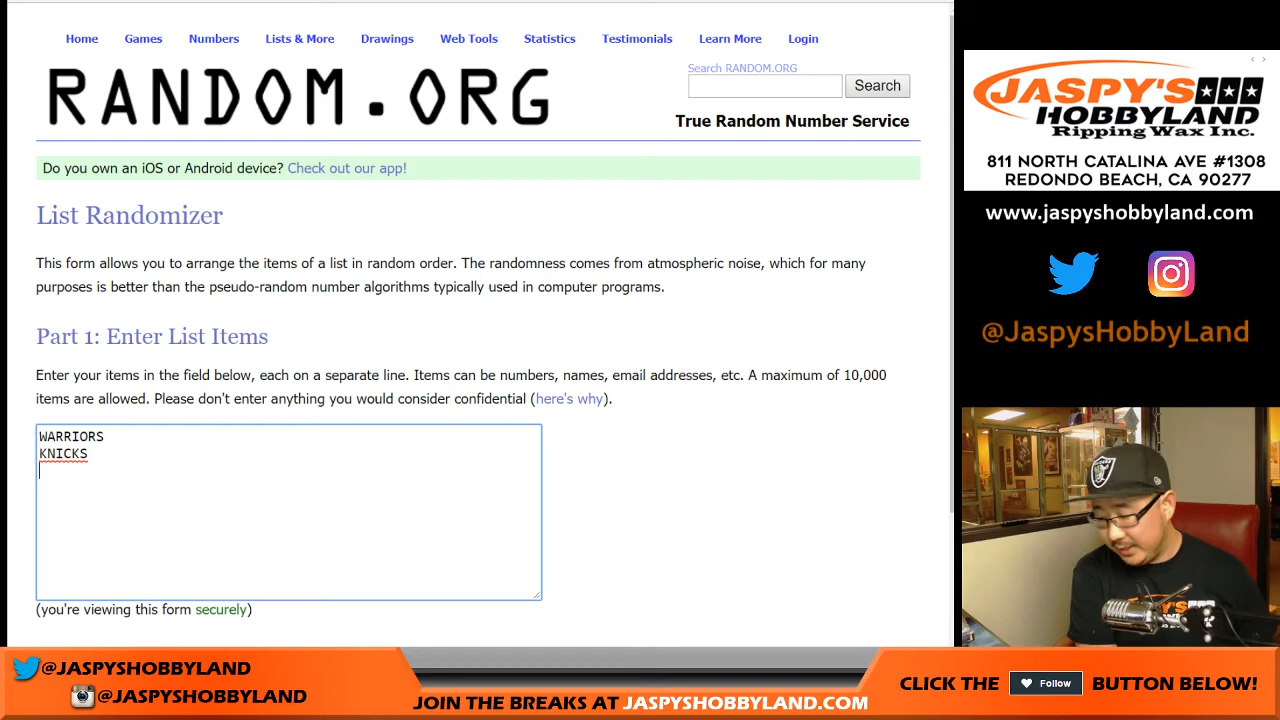 Home Games Numbers Lists & More Drawings Web Tools Statistics Testimonials Learn More Login
RANDOM.ORG
Search RANDOM.ORG
Search
True Random Number Service
Do you own an iOS or Android device? Check out our app!
List Randomizer
This form allows you to arrange the items of a list in random order. The randomness comes from atmospheric noise, which for many
purposes is better than the pseudo-random number algorithms typically used in computer programs.
Part 1: Enter List Items
Enter your items in the field below, each on a separate line. Items can be numbers, names, email addresses, etc. A maximum of 10,000
items are allowed. Please don't enter anything you would consider confidential (here's why).
WARRIORS
KNICKS
(you're viewing this form securely)
JASPY'S
HOBBYLAND
Ripping Wax Inc.
811 NORTH CATALINA AVE #1308
REDONDO BEACH, CA 90277
www.jaspyshobbyland.com
@JaspysHobbyLand
@JASPYSHOBBYLAND
@JASPYSHOBBYLAND
JOIN THE BREAKS AT JASPYSHOBBYLAND.COM
CLICK THE Follow BUTTON BELOW!